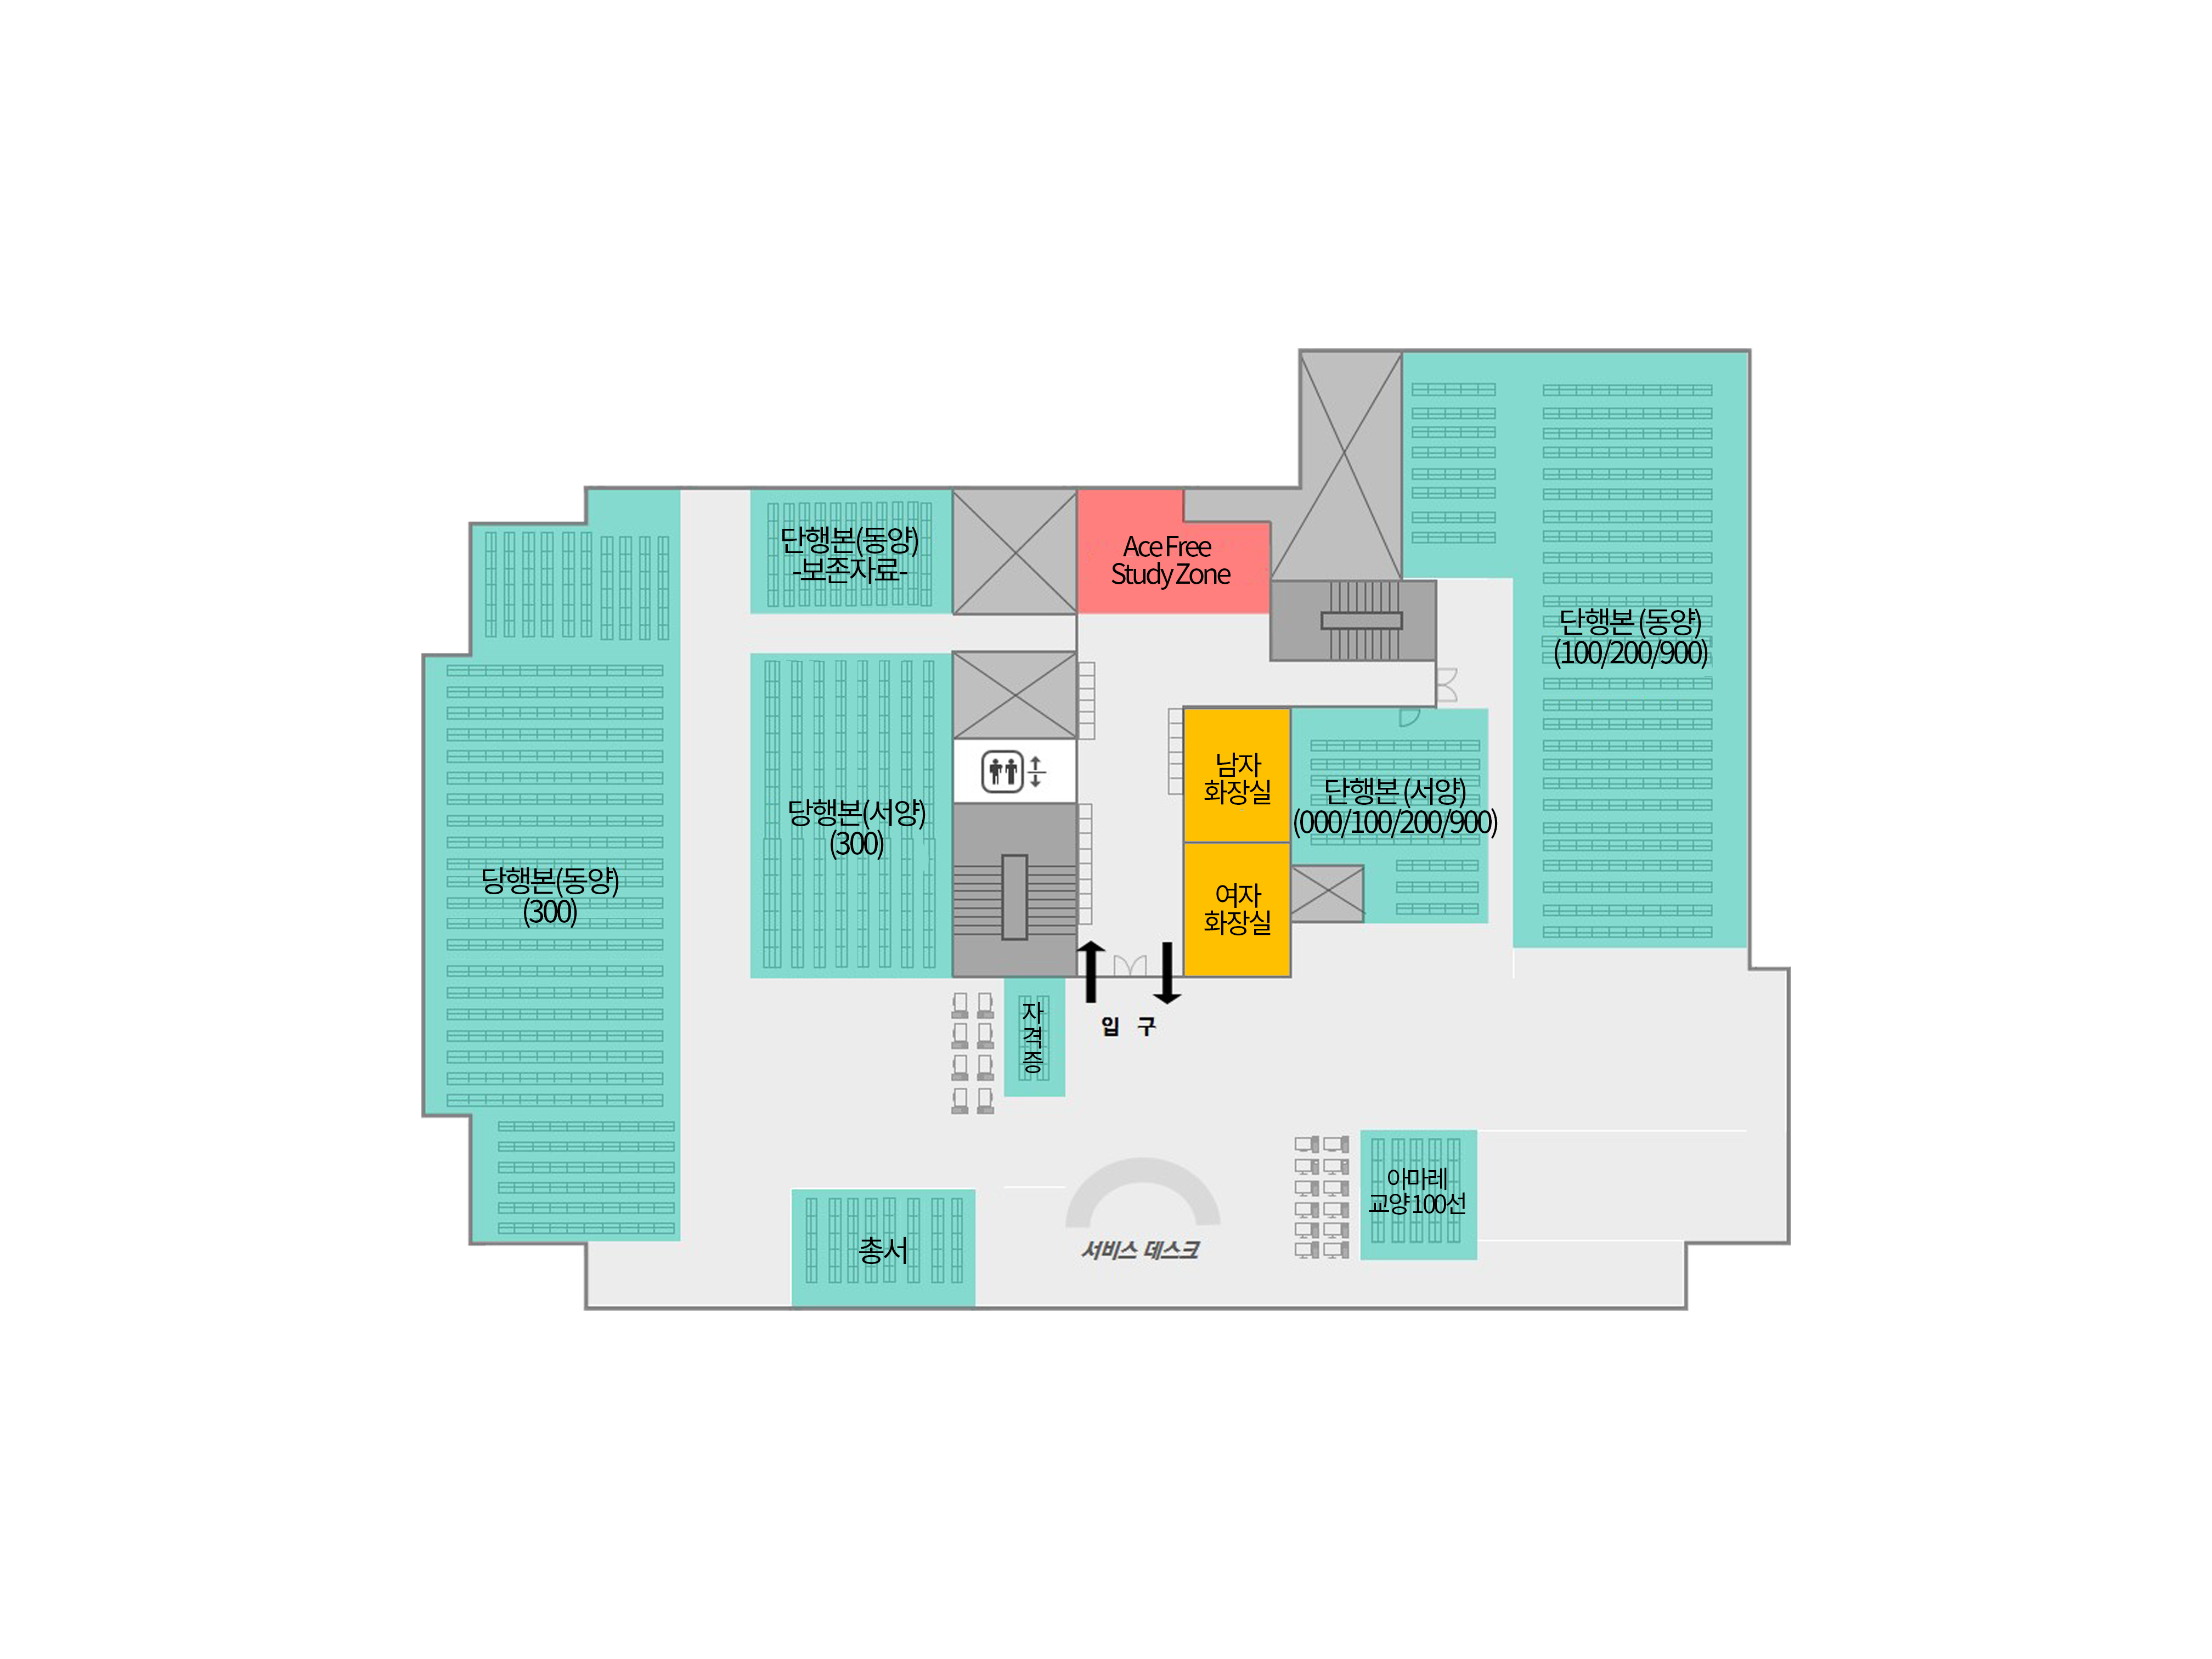 단행본(동양)
-보존자료-
Ace Free
Study Zone
단행본 (동양)
(100/200/900)
남자
화장실
단행본 (서양)
(000/100/200/900)
당행본(서양)
(300)
당행본(동양)
(300)
여자
화장실
자
격
증
입 구
아마레
교양 100선
총서
서비스 데스크